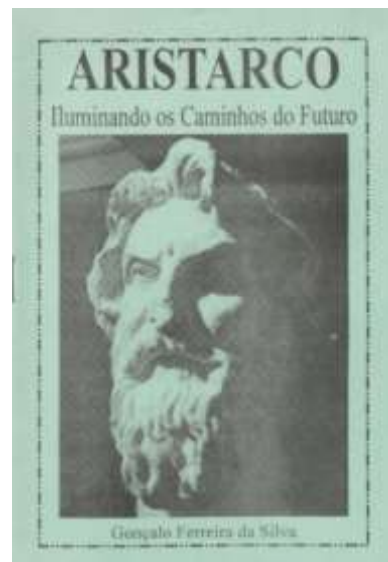 ARISTARCO
Iluminando os Caminhos do Futuro
Gonçalo Ferreira da Silva